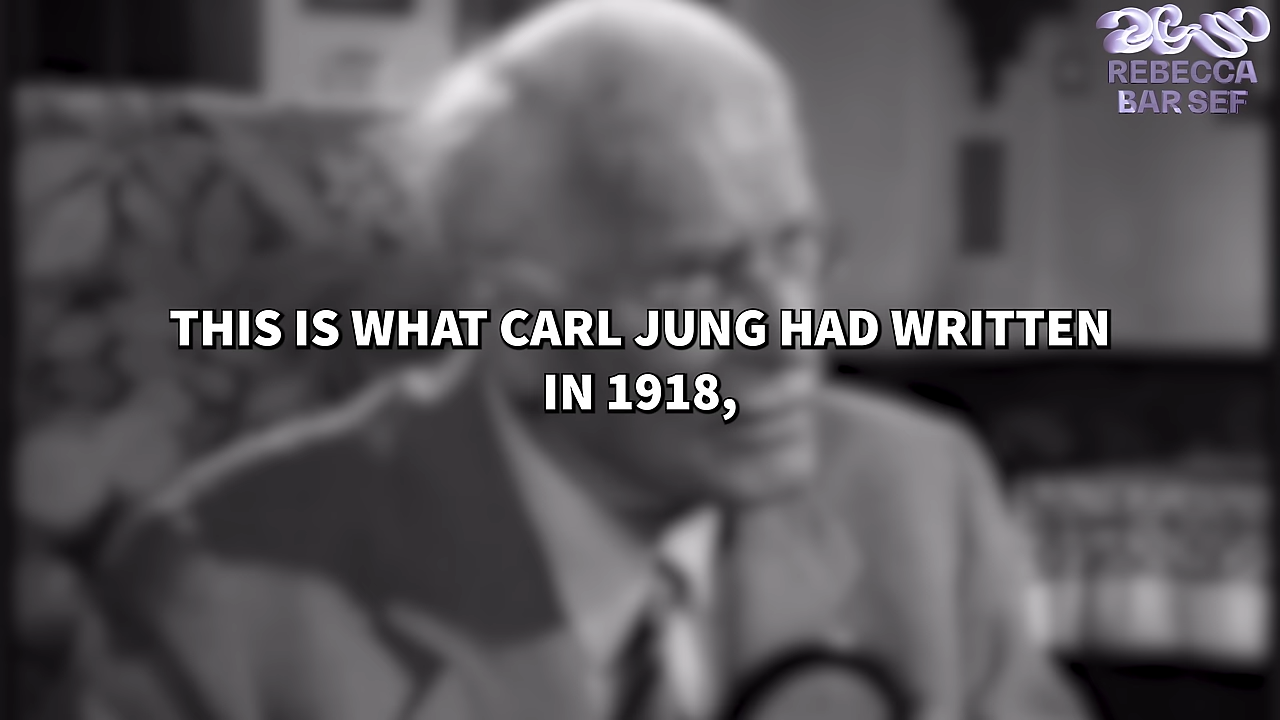 REBECCA
BAR SEF
THIS IS WHAT CARL JUNG HAD WRITTEN
IN 1918,